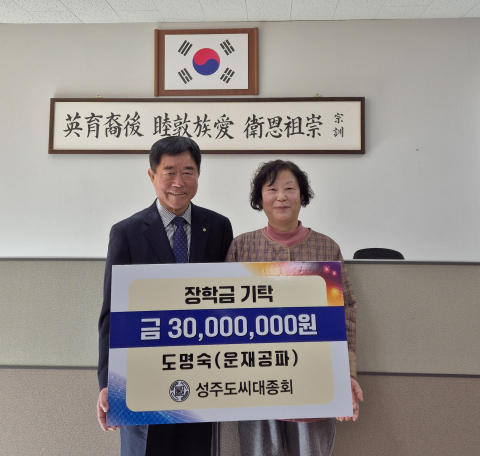 英育裔後 睦敦族愛 衛思祖崇 宗訓
장학금 기탁
금 30,000,000원
도명숙(운재공파)
성주도씨대종회